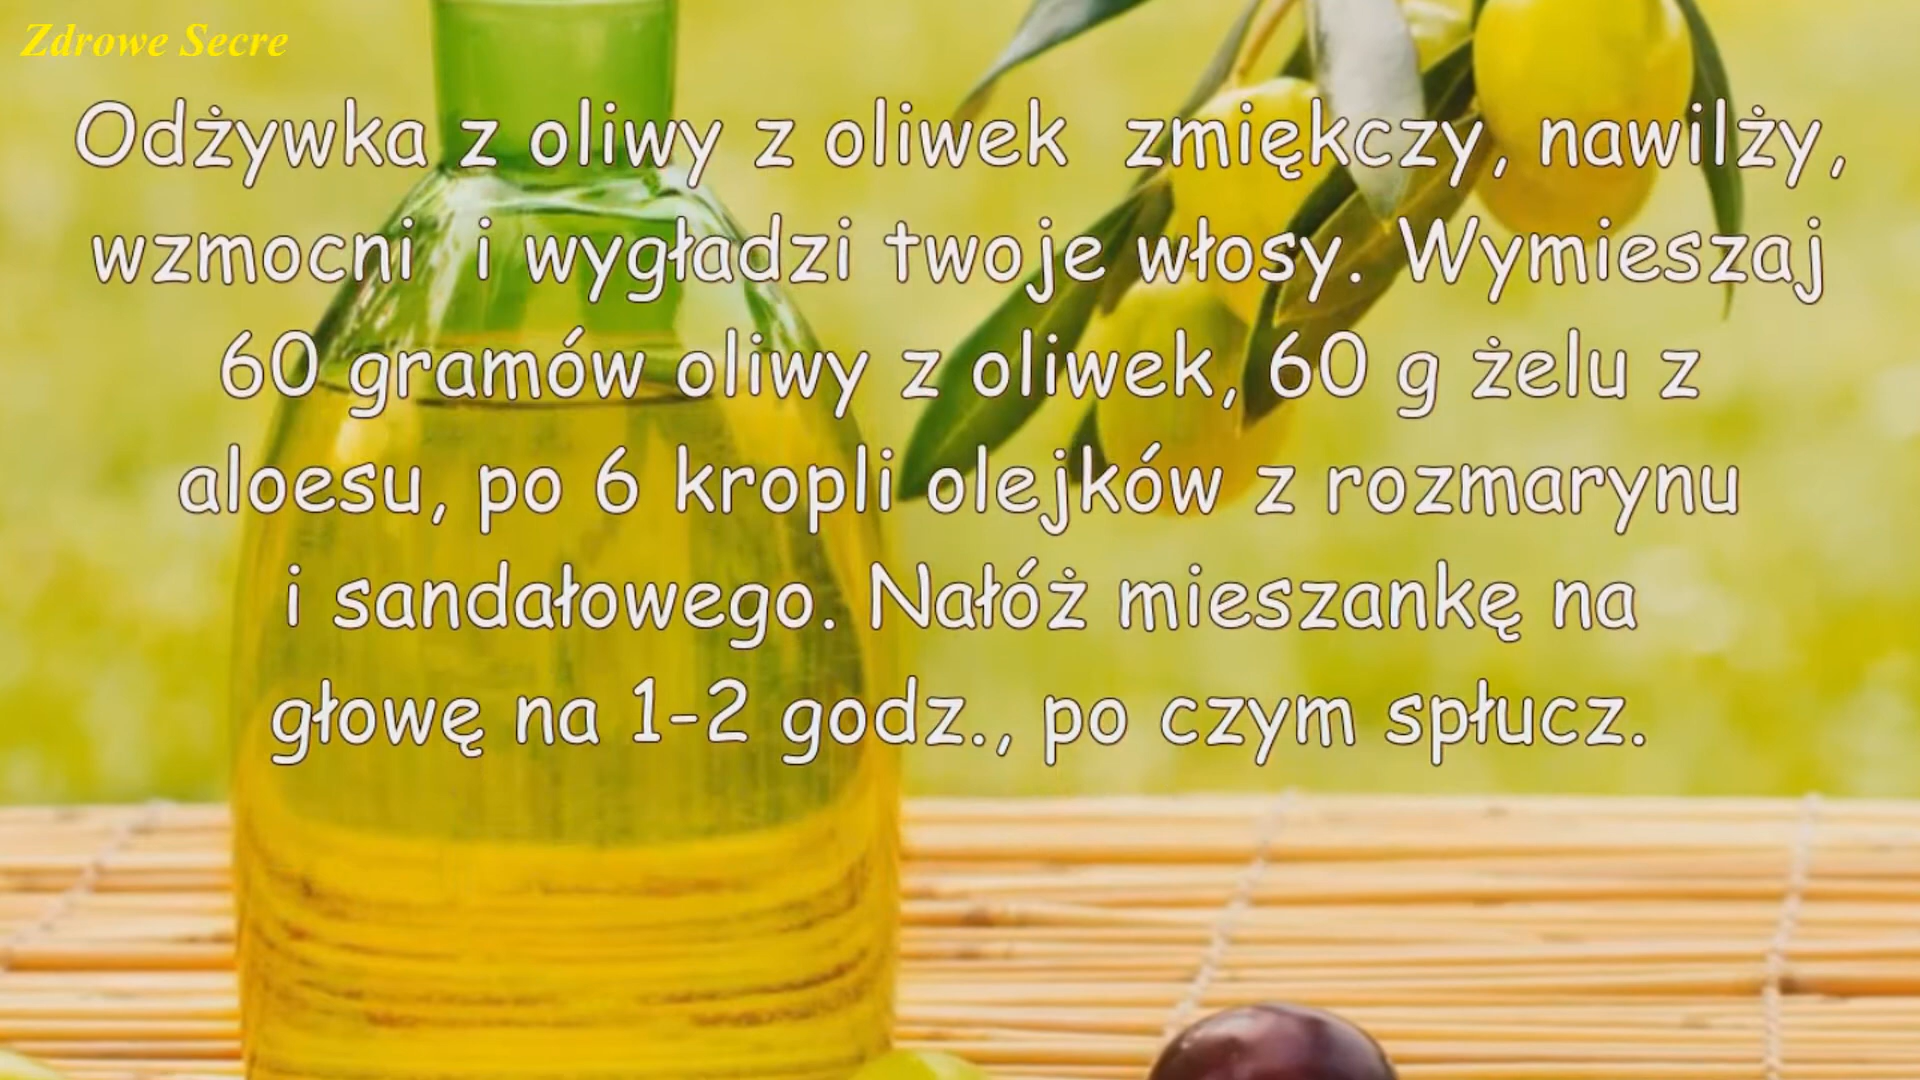 Zdrowe Secre
Odżywka z oliwy z oliwek zmiękczy, nawilży,
wzmocni i wygładzi twoje włosy. Wymieszaj
60 gramów oliwy z oliwek, 60 g żelu z
aloesu, po 6 kropli olejków z rozmarynu
i sandałowego. Nałóż mieszankę na
głowę na 1-2 godz., po czym spłucz.